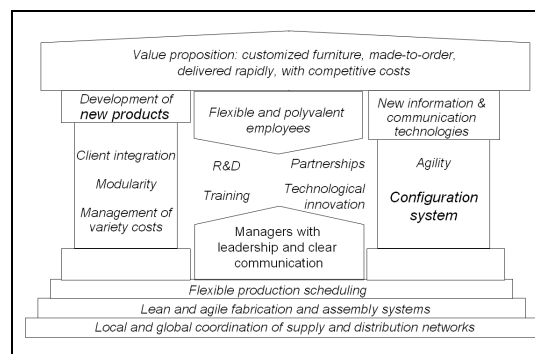 Value proposition: customized furniture, made-to-order,
delivered rapidly, with competitive costs
Development of
new products
Flexible and polyvalent
employees
New information &
communication
technologies
Client integration
Modularity
Management of
variety costs
R&D
Partnerships
Training
Technological
innovation
Agility
Configuration
system
Managers with
leadership and clear
communication
Flexible production scheduling
Lean and agile fabrication and assembly systems
Local and global coordination of supply and distribution networks